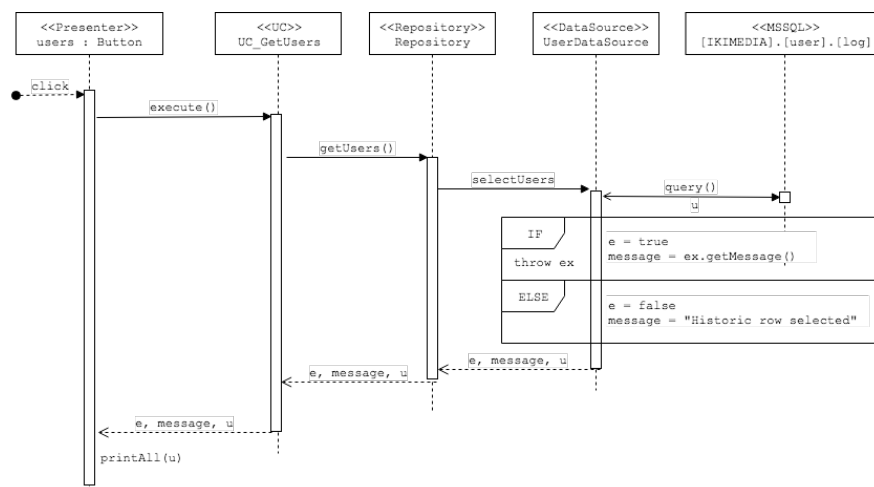 <<Presenter>>
users : Button
<<UC>>
UC_GetUsers
<<Repository>>
Repository
<<DataSource>>
UserDataSource
<<MSSQL>>
[IKIMEDIA].[user].[log]
click
execute()
getUsers()
selectUsers
query()
u
IF
throw ex
e = true
message = ex.getMessage()
ELSE
e = false
message = "Historic row selected"
e, message, u
e, message, u
e, message, u
printAll(u)